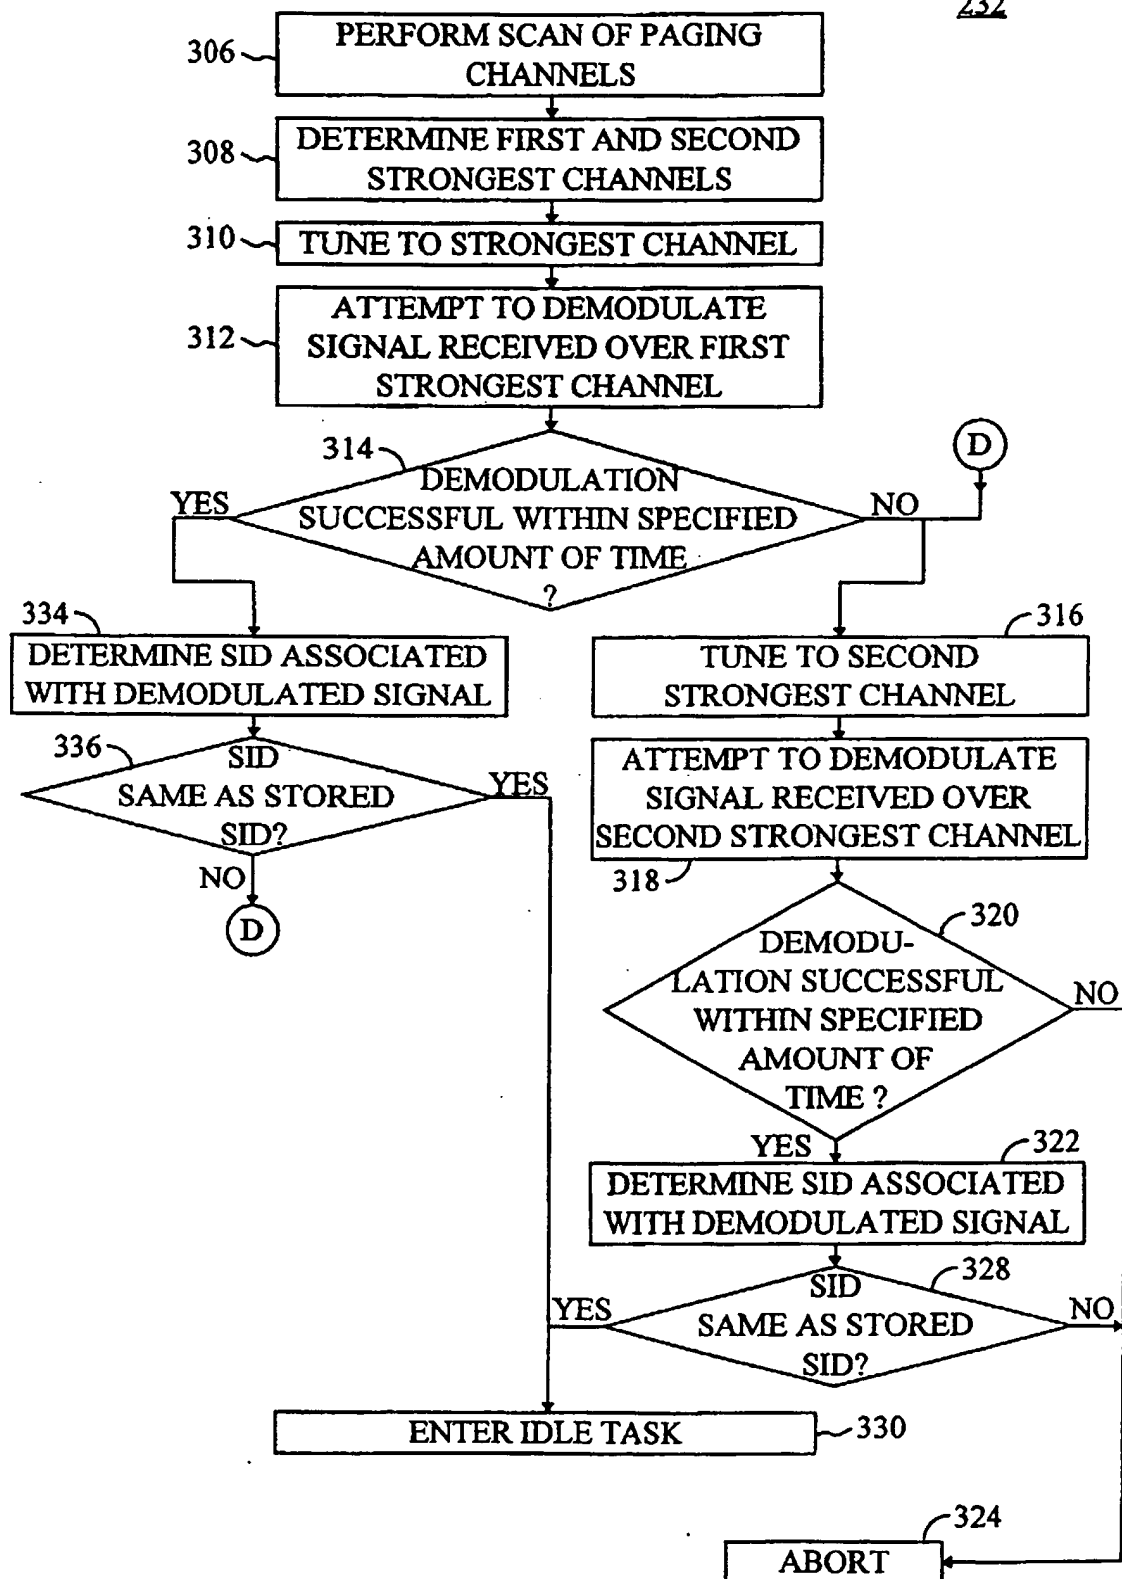 232
306
PERFORM SCAN OF PAGING
CHANNELS
308
DETERMINE FIRST AND SECOND
STRONGEST CHANNELS
310
TUNE TO STRONGEST CHANNEL
312
ATTEMPT TO DEMODULATE
SIGNAL RECEIVED OVER FIRST
STRONGEST CHANNEL
314
DEMODULATION
SUCCESSFUL WITHIN SPECIFIED
AMOUNT OF TIME
?
YES
NO
D
334
DETERMINE SID ASSOCIATED
WITH DEMODULATED SIGNAL
336
SID
SAME AS STORED
SID?
YES
NO
D
316
TUNE TO SECOND
STRONGEST CHANNEL
ATTEMPT TO DEMODULATE
SIGNAL RECEIVED OVER
SECOND STRONGEST CHANNEL
318
320
DEMODU-
LATION SUCCESSFUL
WITHIN SPECIFIED
AMOUNT OF
TIME ?
NO
YES
322
DETERMINE SID ASSOCIATED
WITH DEMODULATED SIGNAL
328
SID
SAME AS STORED
SID?
YES
NO
ENTER IDLE TASK
330
324
ABORT